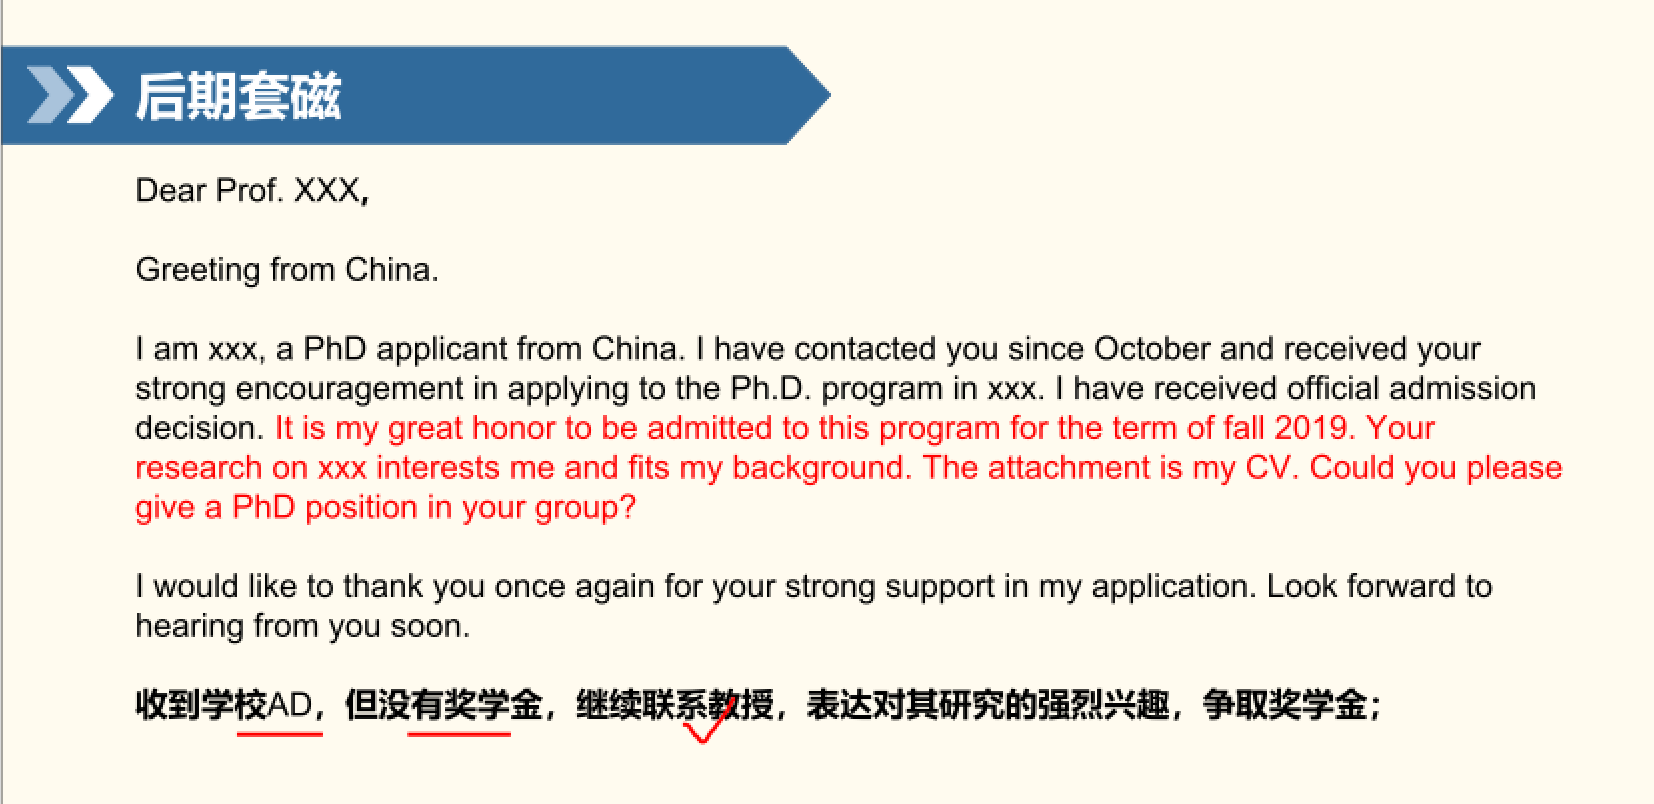 后期套磁
Dear Prof. XXX,
Greeting from China.
I am xxx, a PhD applicant from China. I have contacted you since October and received your
strong encouragement in applying to the Ph.D. program in xxx. I have received official admission
decision. It is my great honor to be admitted to this program for the term of fall 2019. Your
research on xxx interests me and fits my background. The attachment is my CV. Could you please
give a PhD position in your group?
I would like to thank you once again for your strong support in my application. Look forward to
hearing from you soon.
收到学校AD，但没有奖学金，继续联系教授，表达对其研究的强烈兴趣，争取奖学金；